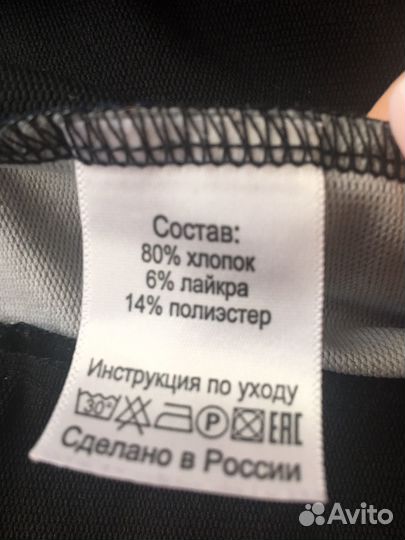 Состав:
80% хлопок
6% лайкра
14% полиэстер
Инструкция по уходу
30° P EAC
Сделано в России
Avito